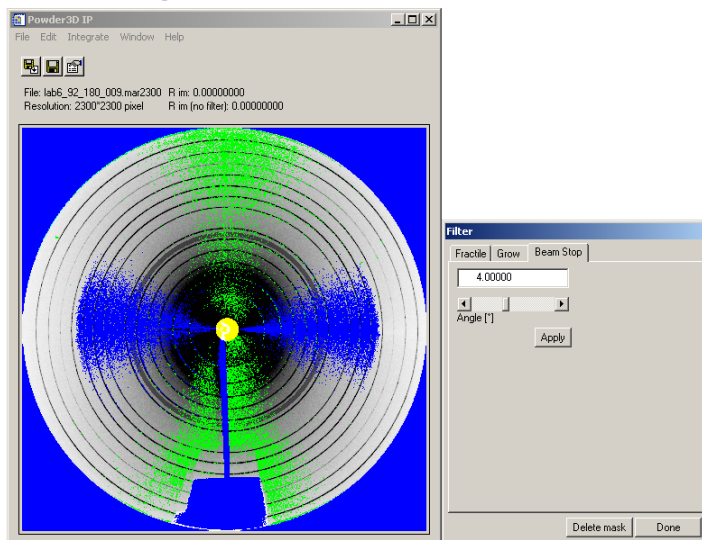 Powder3D IP
File Edit Integrate Window Help
File: lab6_92_180_009.mar2300 R im: 0.00000000
Resolution: 2300*2300 pixel R im (no filter): 0.00000000
Filter
Fractile Grow Beam Stop
4.00000
Angle [°]
Apply
Delete mask Done